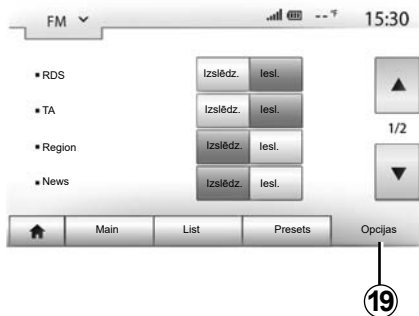 FM -- °F 15:30
RDS Izslēdz. Iesl.
TA Izslēdz. Iesl.
1/2
Region Izslēdz. Iesl.
News Izslēdz. Iesl.
Main List Presets Opcijas
19